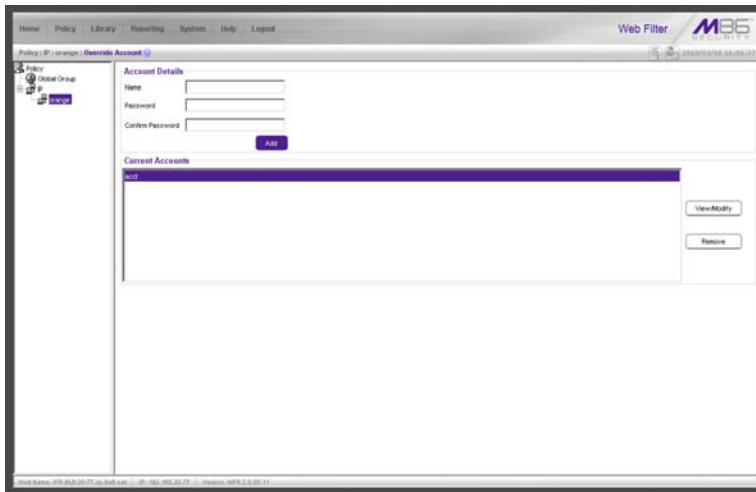 Home Policy Library Reporting System Help Logout
Web Filter
M86
SECURITY
Policy : IP : orange : Override Account
Policy
Global Group
IP
orange
Account Details
Name
Password
Confirm Password
Add
Current Accounts
acct
View/Modify
Remove